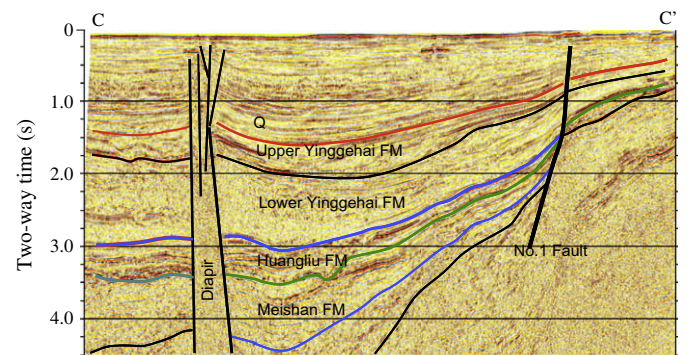 C
C'
0
1.0
2.0
3.0
4.0
Two-way time (s)
Q
Upper Yinggehai FM
Lower Yinggehai FM
Huangliu FM
No.1 Fault
Diapir
Meishan FM